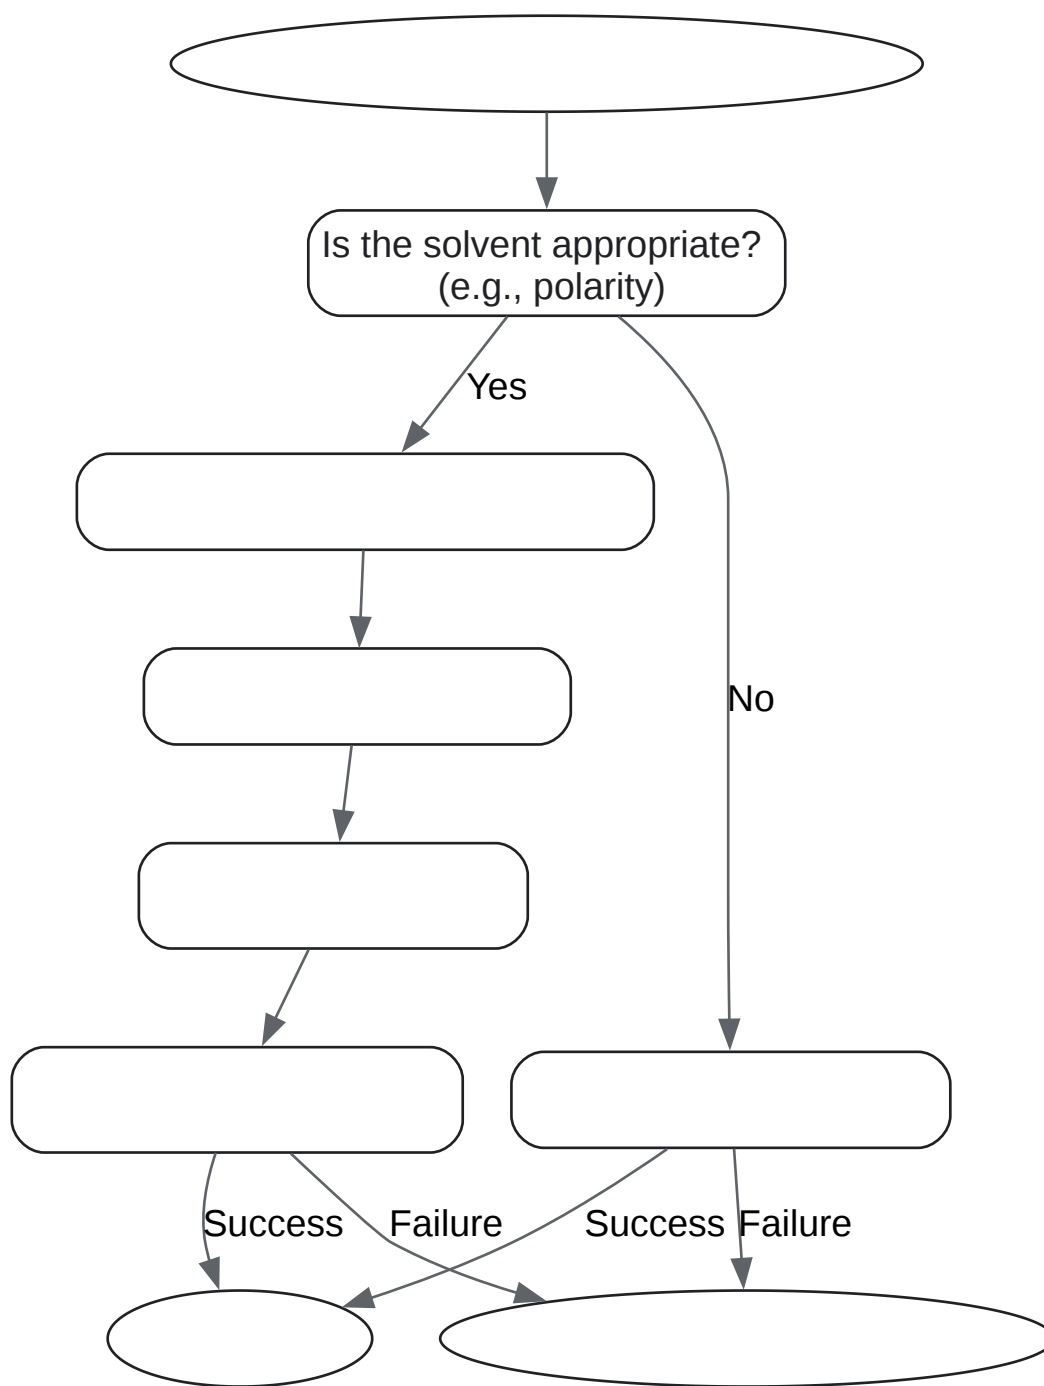 Is the solvent appropriate?
(e.g., polarity)
Yes
No
Success
Failure
Success
Failure